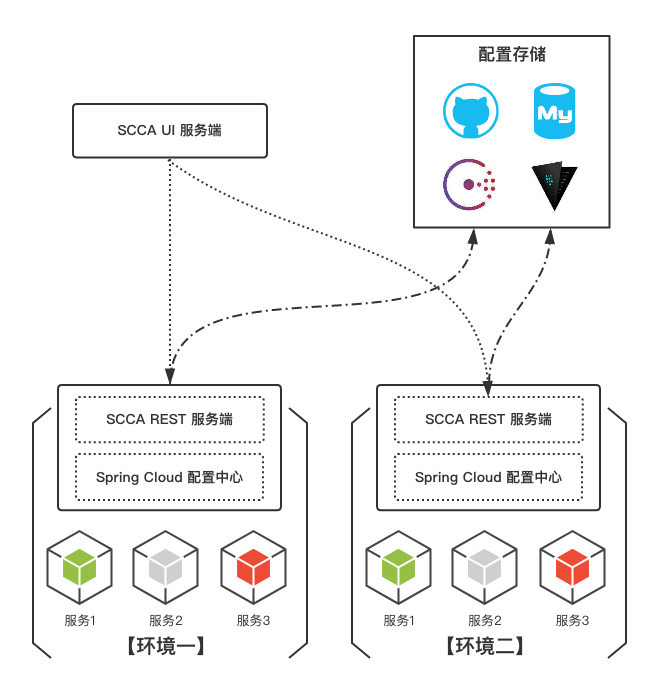 配置存储
My
SCCA UI 服务端
SCCA REST 服务端
Spring Cloud 配置中心
服务1
服务2
服务3
【环境一】
SCCA REST 服务端
Spring Cloud 配置中心
服务1
服务2
服务3
【环境二】